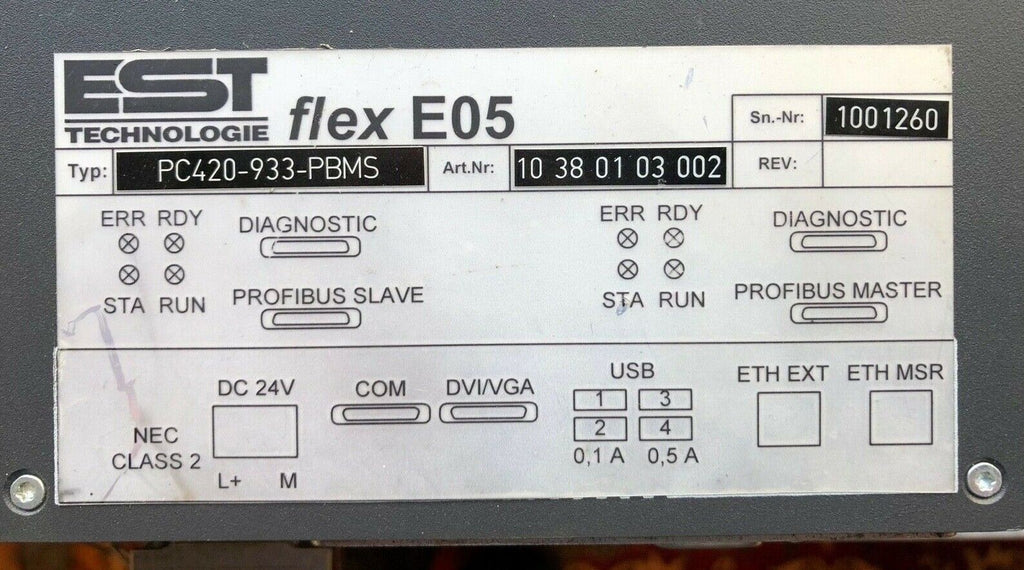 EST
TECHNOLOGIE
flex E05
Sn.-Nr: 1001260
Typ: PC420-933-PBMS Art.Nr: 10 38 01 03 002 REV:
ERR RDY DIAGNOSTIC ERR RDY DIAGNOSTIC
STA RUN PROFIBUS SLAVE STA RUN PROFIBUS MASTER
DC 24V COM DVI/VGA USB ETH EXT ETH MSR
1 3
2 4
NEC
CLASS 2
0,1 A 0,5 A
L+ M